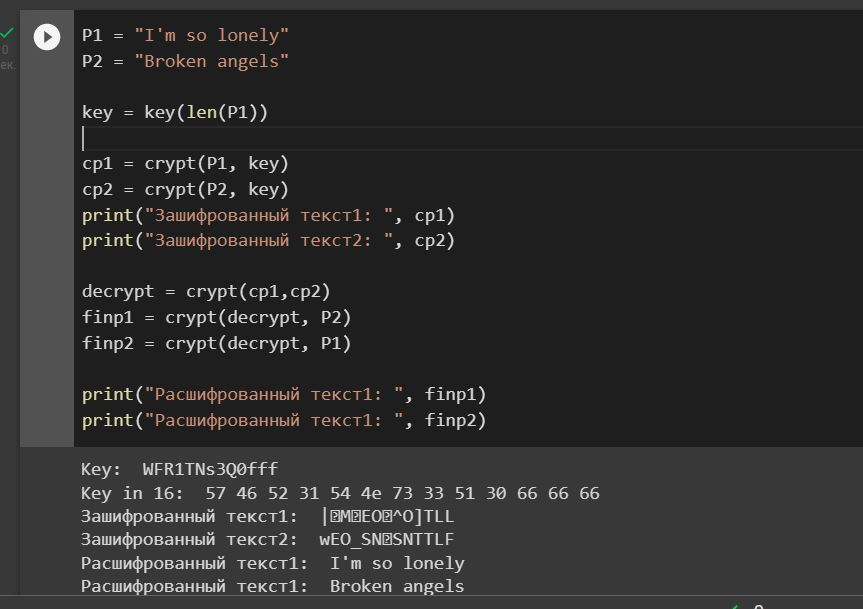 P1 = "I'm so lonely"
P2 = "Broken angels"
key = key(len(P1))
cp1 = crypt(P1, key)
cp2 = crypt(P2, key)
print("Зашифрованный текст1: ", cp1)
print("Зашифрованный текст2: ", cp2)
decrypt = crypt(cp1,cp2)
finp1 = crypt(decrypt, P2)
finp2 = crypt(decrypt, P1)
print("Расшифрованный текст1: ", finp1)
print("Расшифрованный текст1: ", finp2)
0
ек.
Key:  WFR1TNs3Q0fff
Key in 16:  57 46 52 31 54 4e 73 33 51 30 66 66 66
Зашифрованный текст1:  |⍰M⍰EO⍰^O]TLL
Зашифрованный текст2:  wEO_SN⍰SNTTLF
Расшифрованный текст1:  I'm so lonely
Расшифрованный текст1:  Broken angels